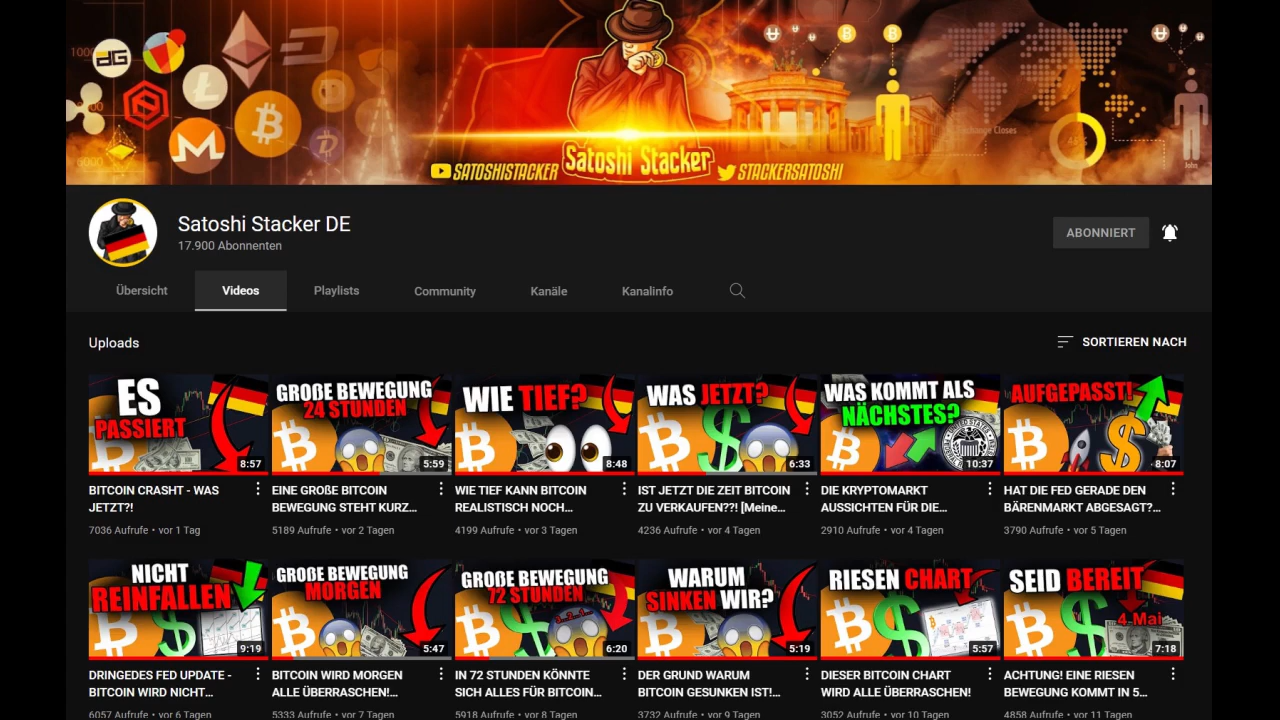 Satoshi Stacker
SATOSHISTACKER
STACKERSATOSHI
Exchange Closes
46%
John
Satoshi Stacker DE
17.900 Abonnenten
ABONNIERT
Übersicht
Videos
Playlists
Community
Kanäle
Kanalinfo
Uploads
SORTIEREN NACH
ES
PASSIERT
8:57
GROßE BEWEGUNG
24 STUNDEN
5:59
WIE TIEF?
8:48
WAS JETZT?
6:33
WAS KOMMT ALS
NÄCHSTES?
10:37
AUFGEPASST!
8:07
BITCOIN CRASHT - WAS
JETZT?!
7036 Aufrufe • vor 1 Tag
EINE GROßE BITCOIN
BEWEGUNG STEHT KURZ...
5189 Aufrufe • vor 2 Tagen
WIE TIEF KANN BITCOIN
REALISTISCH NOCH...
4199 Aufrufe • vor 3 Tagen
IST JETZT DIE ZEIT BITCOIN
ZU VERKAUFEN??! [Meine...
4236 Aufrufe • vor 4 Tagen
DIE KRYPTOMARKT
AUSSICHTEN FÜR DIE...
2910 Aufrufe • vor 4 Tagen
HAT DIE FED GERADE DEN
BÄRENMARKT ABGESAGT?...
3790 Aufrufe • vor 5 Tagen
NICHT
REINFALLEN
9:19
GROßE BEWEGUNG
MORGEN
5:47
GROßE BEWEGUNG
72 STUNDEN
6:20
WARUM
SINKEN WIR?
5:19
RIESEN CHART
5:57
SEID BEREIT
4 Mai
7:18
DRINGEDES FED UPDATE -
BITCOIN WIRD NICHT...
6057 Aufrufe • vor 6 Tagen
BITCOIN WIRD MORGEN
ALLE ÜBERRASCHEN!...
5333 Aufrufe • vor 7 Tagen
IN 72 STUNDEN KÖNNTE
SICH ALLES FÜR BITCOIN...
5918 Aufrufe • vor 8 Tagen
DER GRUND WARUM
BITCOIN GESUNKEN IST!...
3732 Aufrufe • vor 9 Tagen
DIESER BITCOIN CHART
WIRD ALLE ÜBERRASCHEN!
3052 Aufrufe • vor 10 Tagen
ACHTUNG! EINE RIESEN
BEWEGUNG KOMMT IN 5...
4858 Aufrufe • vor 11 Tagen